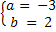 a = −3
b = 2